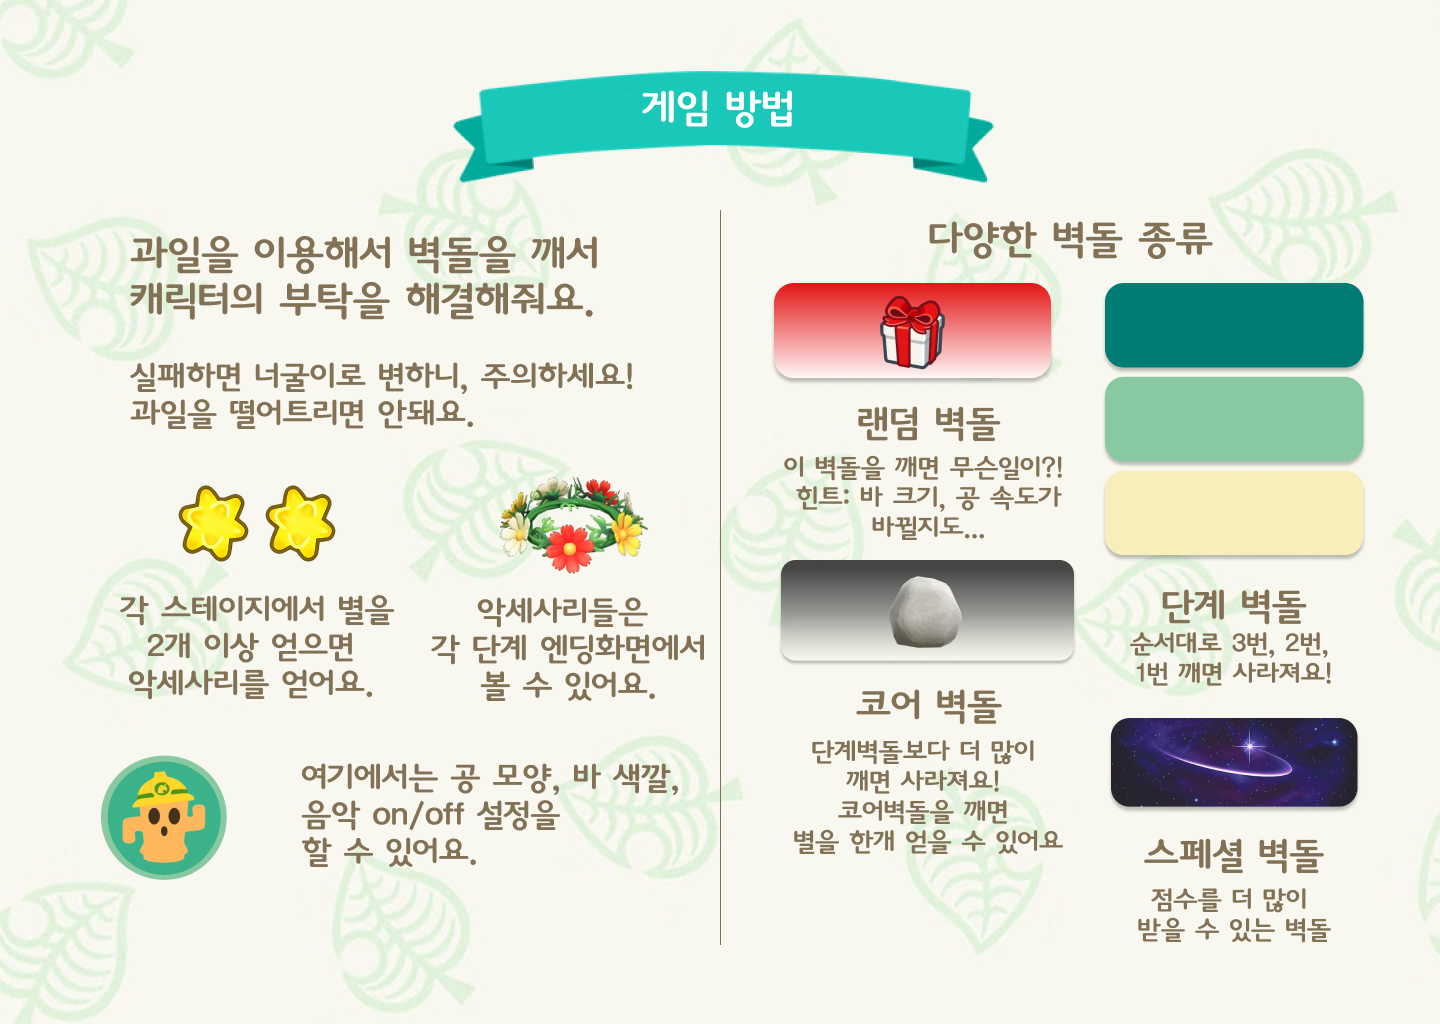 게임 방법
과일을 이용해서 벽돌을 깨서
캐릭터의 부탁을 해결해줘요.
실패하면 너굴이로 변하니, 주의하세요!
과일을 떨어트리면 안돼요.
각 스테이지에서 별을
2개 이상 얻으면
악세사리를 얻어요.
악세사리들은
각 단계 엔딩화면에서
볼 수 있어요.
여기에서는 공 모양, 바 색깔,
음악 on/off 설정을
할 수 있어요.
다양한 벽돌 종류
랜덤 벽돌
이 벽돌을 깨면 무슨일이?!
힌트: 바 크기, 공 속도가
바뀔지도...
코어 벽돌
단계벽돌보다 더 많이
깨면 사라져요!
코어벽돌을 깨면
별을 한개 얻을 수 있어요
단계 벽돌
순서대로 3번, 2번,
1번 깨면 사라져요!
스페셜 벽돌
점수를 더 많이
받을 수 있는 벽돌